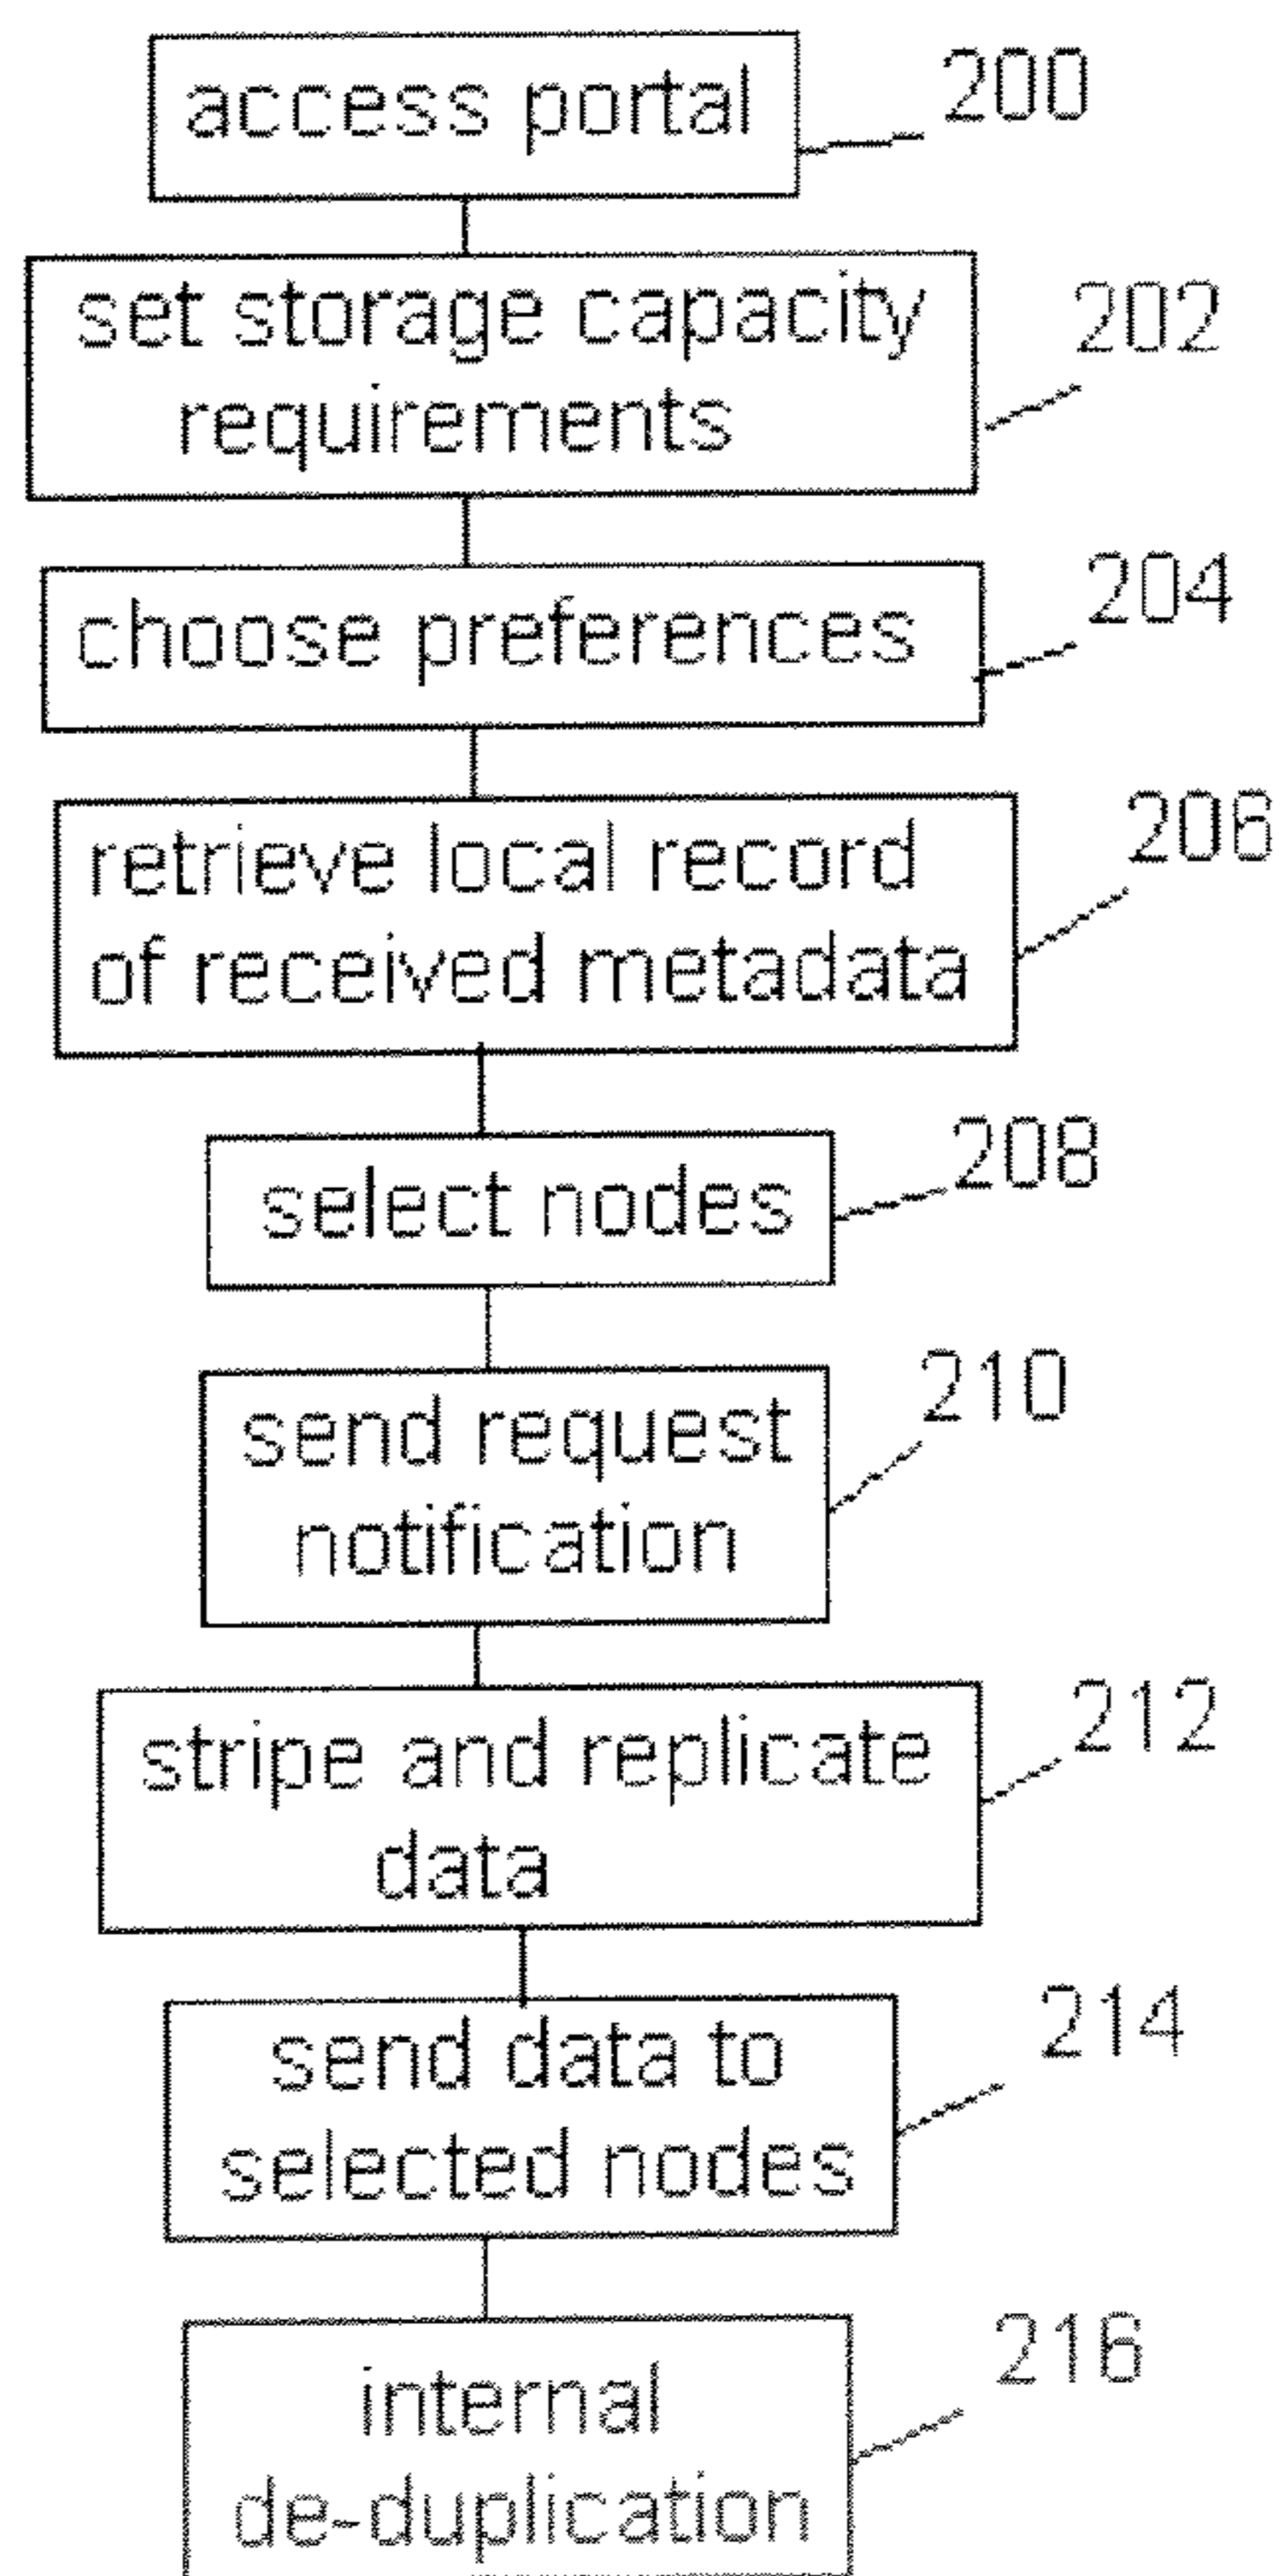 access portal
200
set storage capacity
requirements
202
choose preferences
204
retrieve local record
of received metadata
206
select nodes
208
send request
notification
210
stripe and replicate
data
212
send data to
selected nodes
214
internal
de-duplication
216